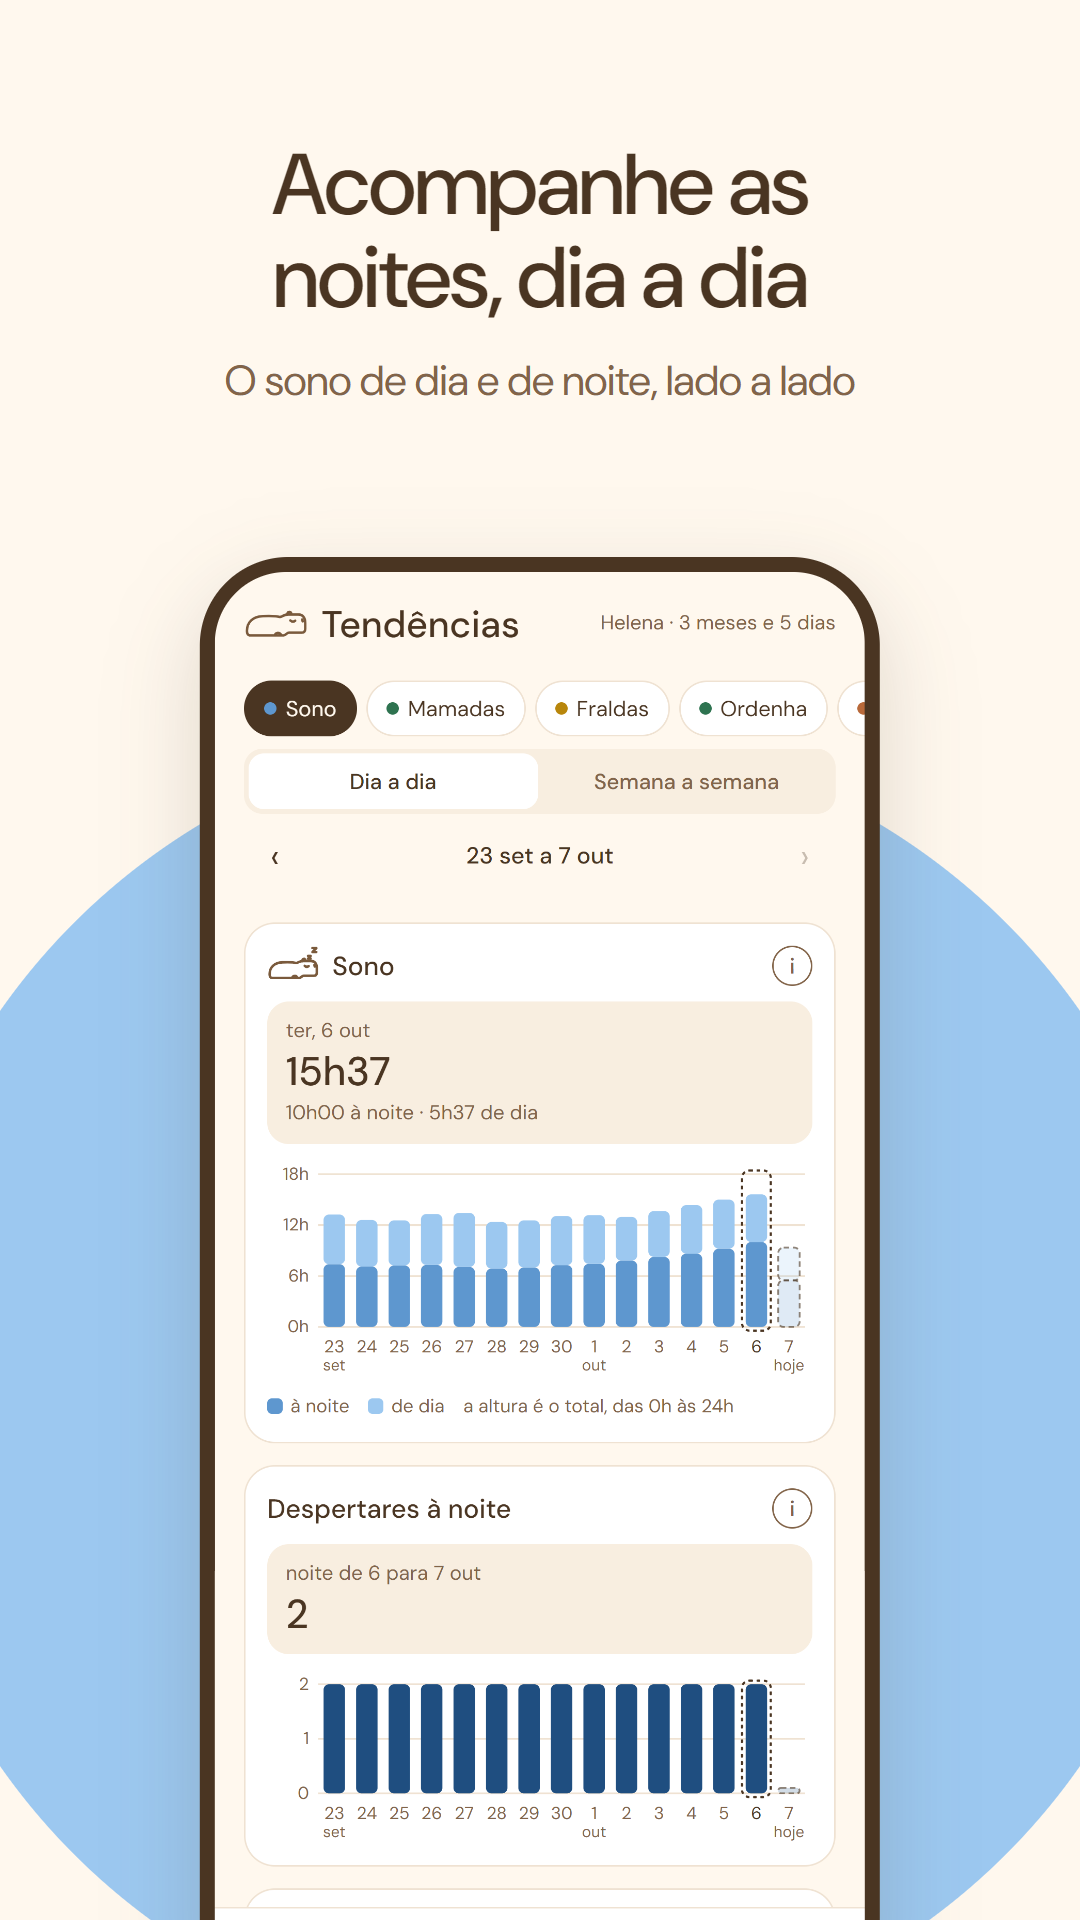 Acompanhe as
noites, dia a dia
O sono de dia e de noite, lado a lado
Tendências
Helena · 3 meses e 5 dias
Sono
Mamadas
Fraldas
Ordenha
Dia a dia
Semana a semana
‹
23 set a 7 out
›
z
Sono
i
ter, 6 out
15h37
10h00 à noite · 5h37 de dia
18h
12h
6h
0h
23 24 25 26 27 28 29 30 1 2 3 4 5 6 7
set out hoje
à noite de dia a altura é o total, das 0h às 24h
Despertares à noite
i
noite de 6 para 7 out
2
2
1
0
23 24 25 26 27 28 29 30 1 2 3 4 5 6 7
set out hoje